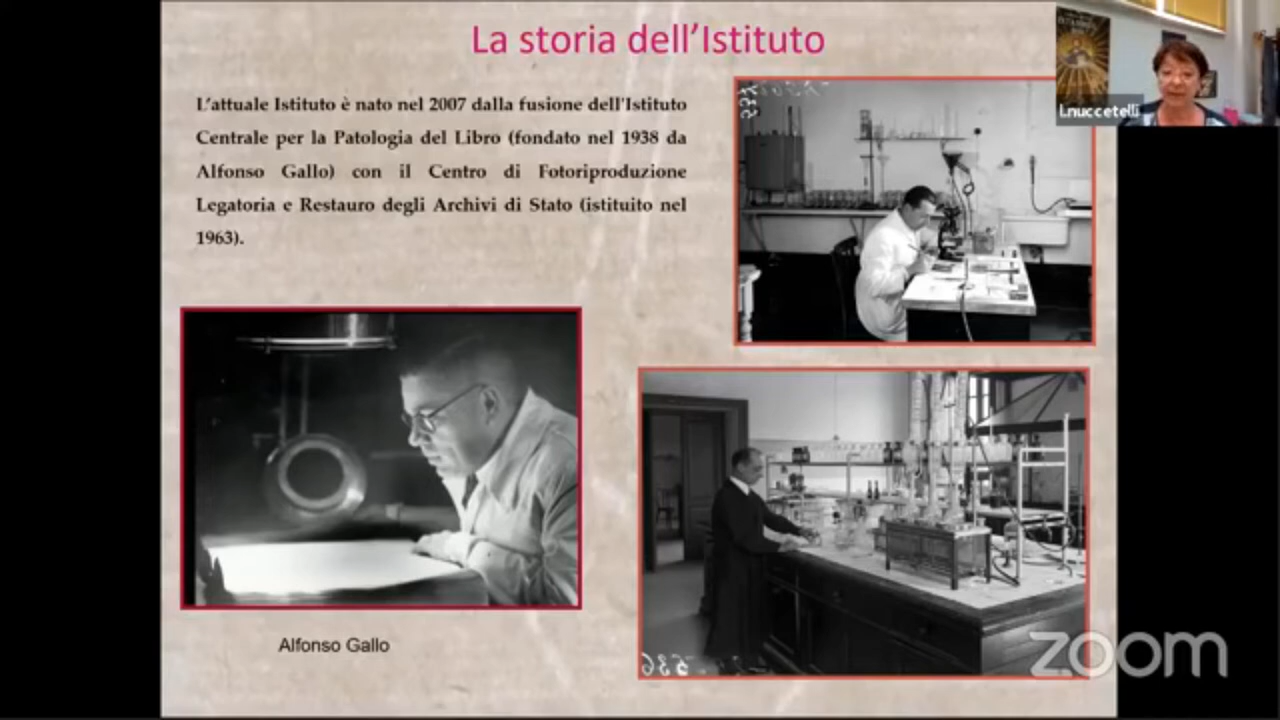 La storia dell'Istituto
L'attuale Istituto è nato nel 2007 dalla fusione dell'Istituto
Centrale per la Patologia del Libro (fondato nel 1938 da
Alfonso Gallo) con il Centro di Fotoriproduzione
Legatoria e Restauro degli Archivi di Stato (istituito nel
1963).
l.nuccetelli
Alfonso Gallo
zoom